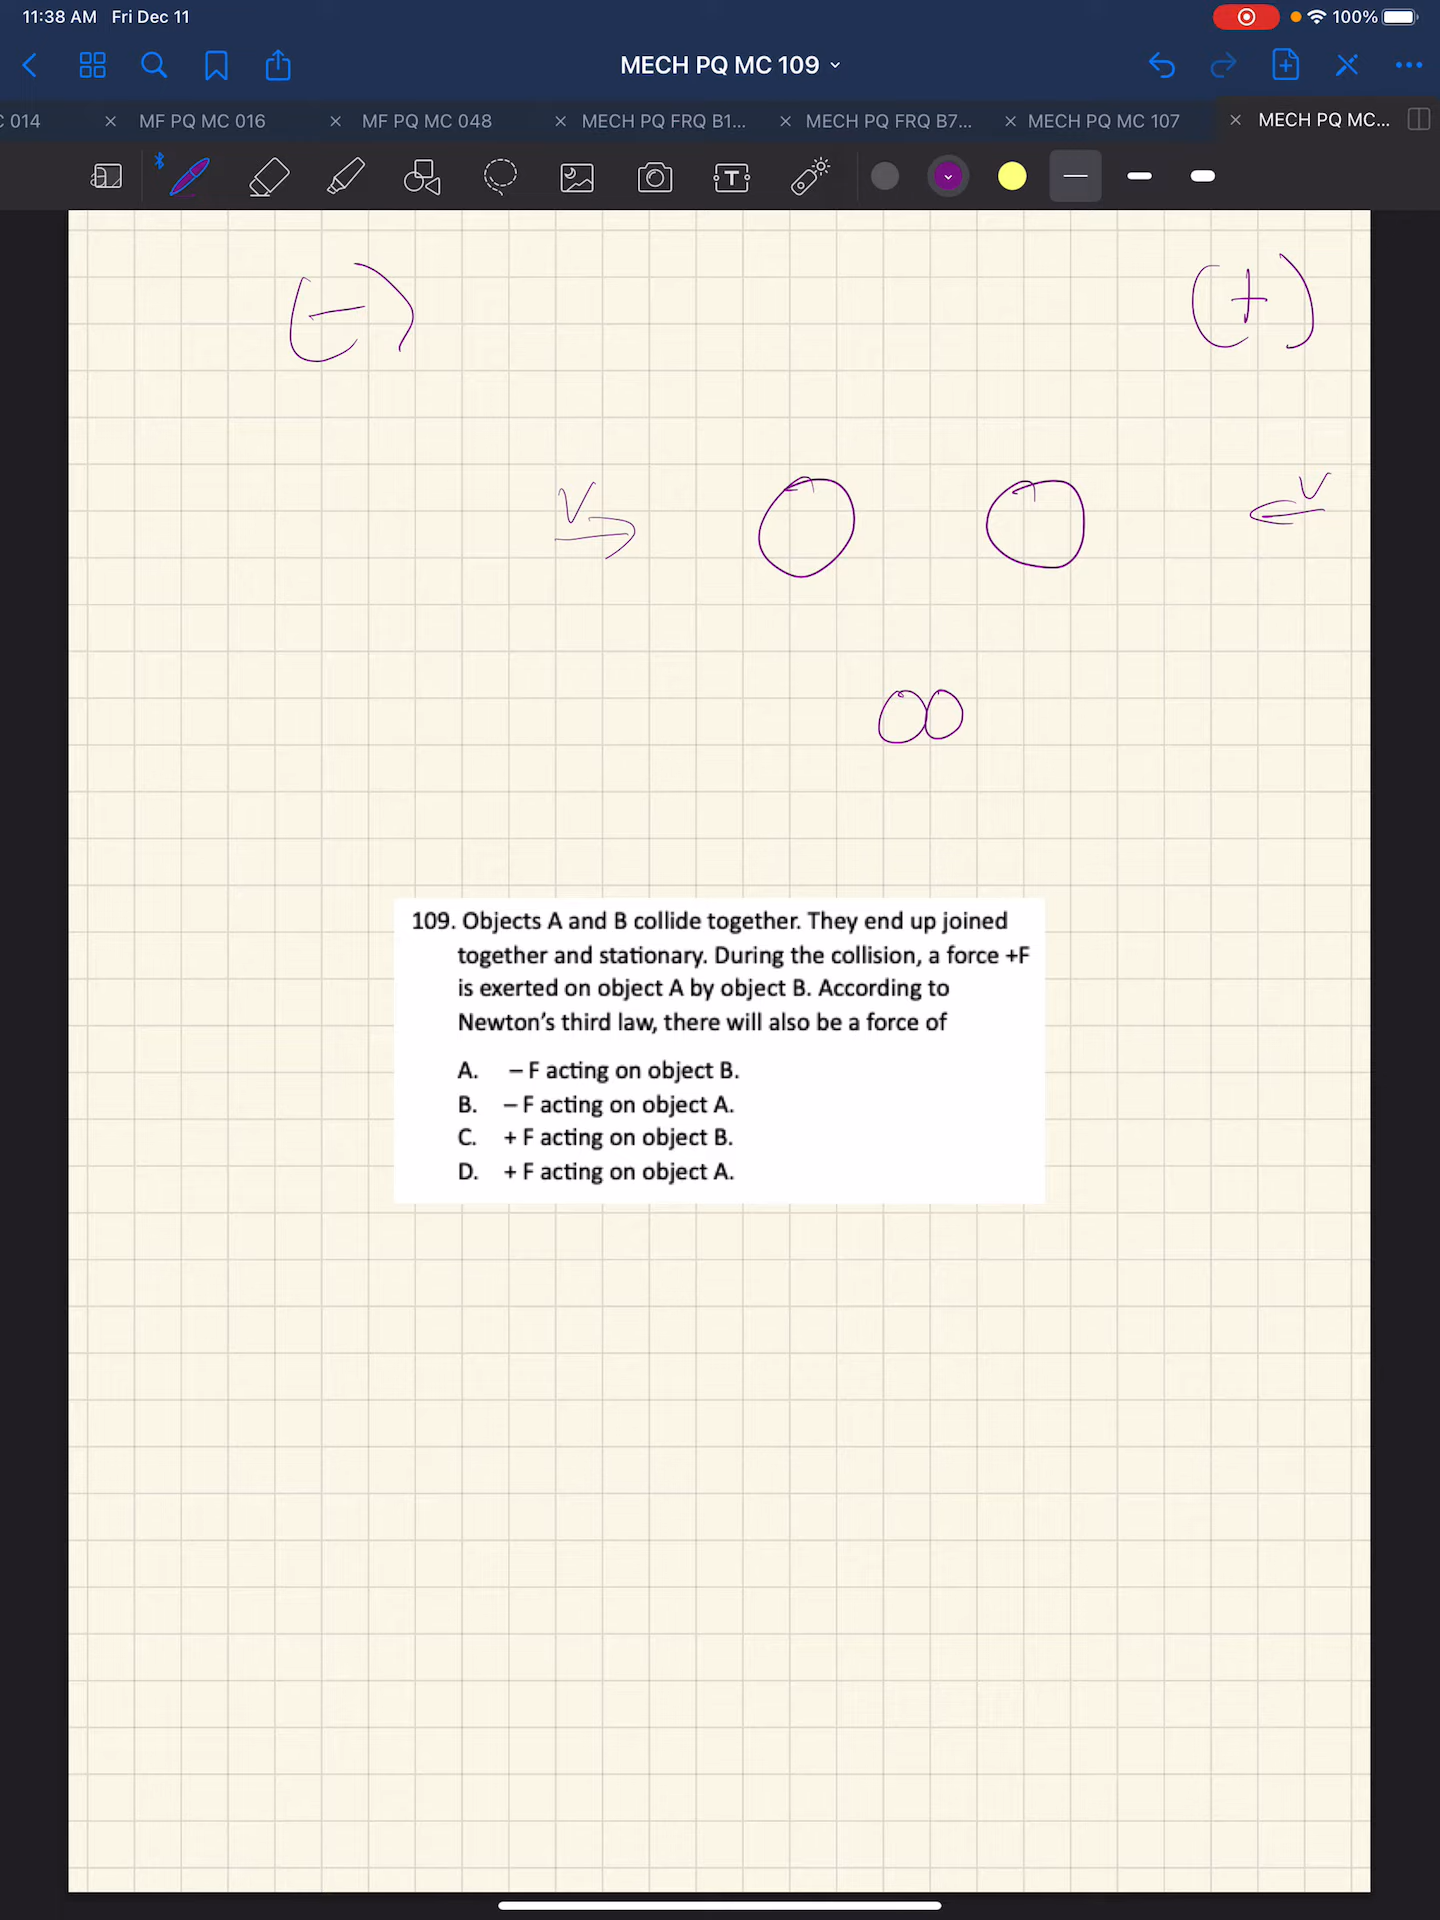 11:38 AM Fri Dec 11
100%
MECH PQ MC 109
C 014
MF PQ MC 016
MF PQ MC 048
MECH PQ FRQ B1...
MECH PQ FRQ B7...
MECH PQ MC 107
MECH PQ MC...
T
(-) (+)
V V
109. Objects A and B collide together. They end up joined
together and stationary. During the collision, a force +F
is exerted on object A by object B. According to
Newton's third law, there will also be a force of
A. – F acting on object B.
B. – F acting on object A.
C. + F acting on object B.
D. + F acting on object A.